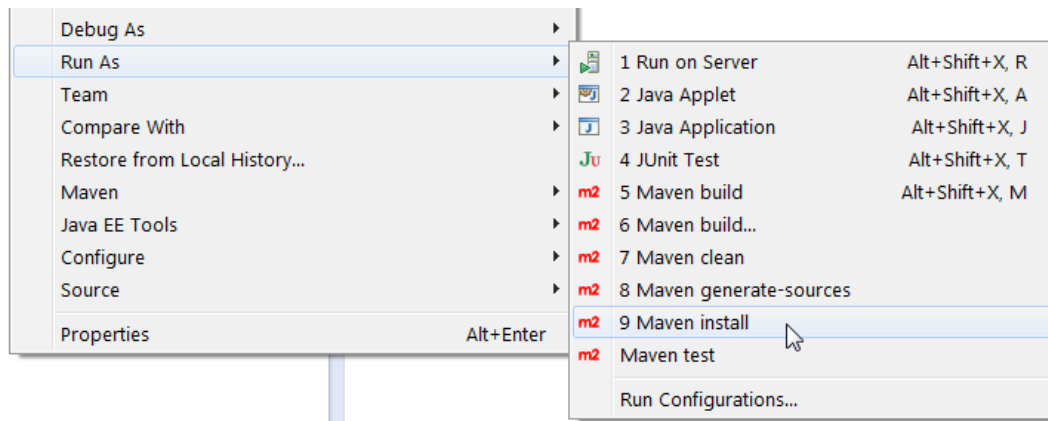 Debug As
Run As
Team
Compare With
Restore from Local History...
Maven
Java EE Tools
Configure
Source
Properties Alt+Enter
1 Run on Server Alt+Shift+X, R
2 Java Applet Alt+Shift+X, A
J 3 Java Application Alt+Shift+X, J
Ju 4 JUnit Test Alt+Shift+X, T
m2 5 Maven build Alt+Shift+X, M
m2 6 Maven build...
m2 7 Maven clean
m2 8 Maven generate-sources
m2 9 Maven install
m2 Maven test
Run Configurations...